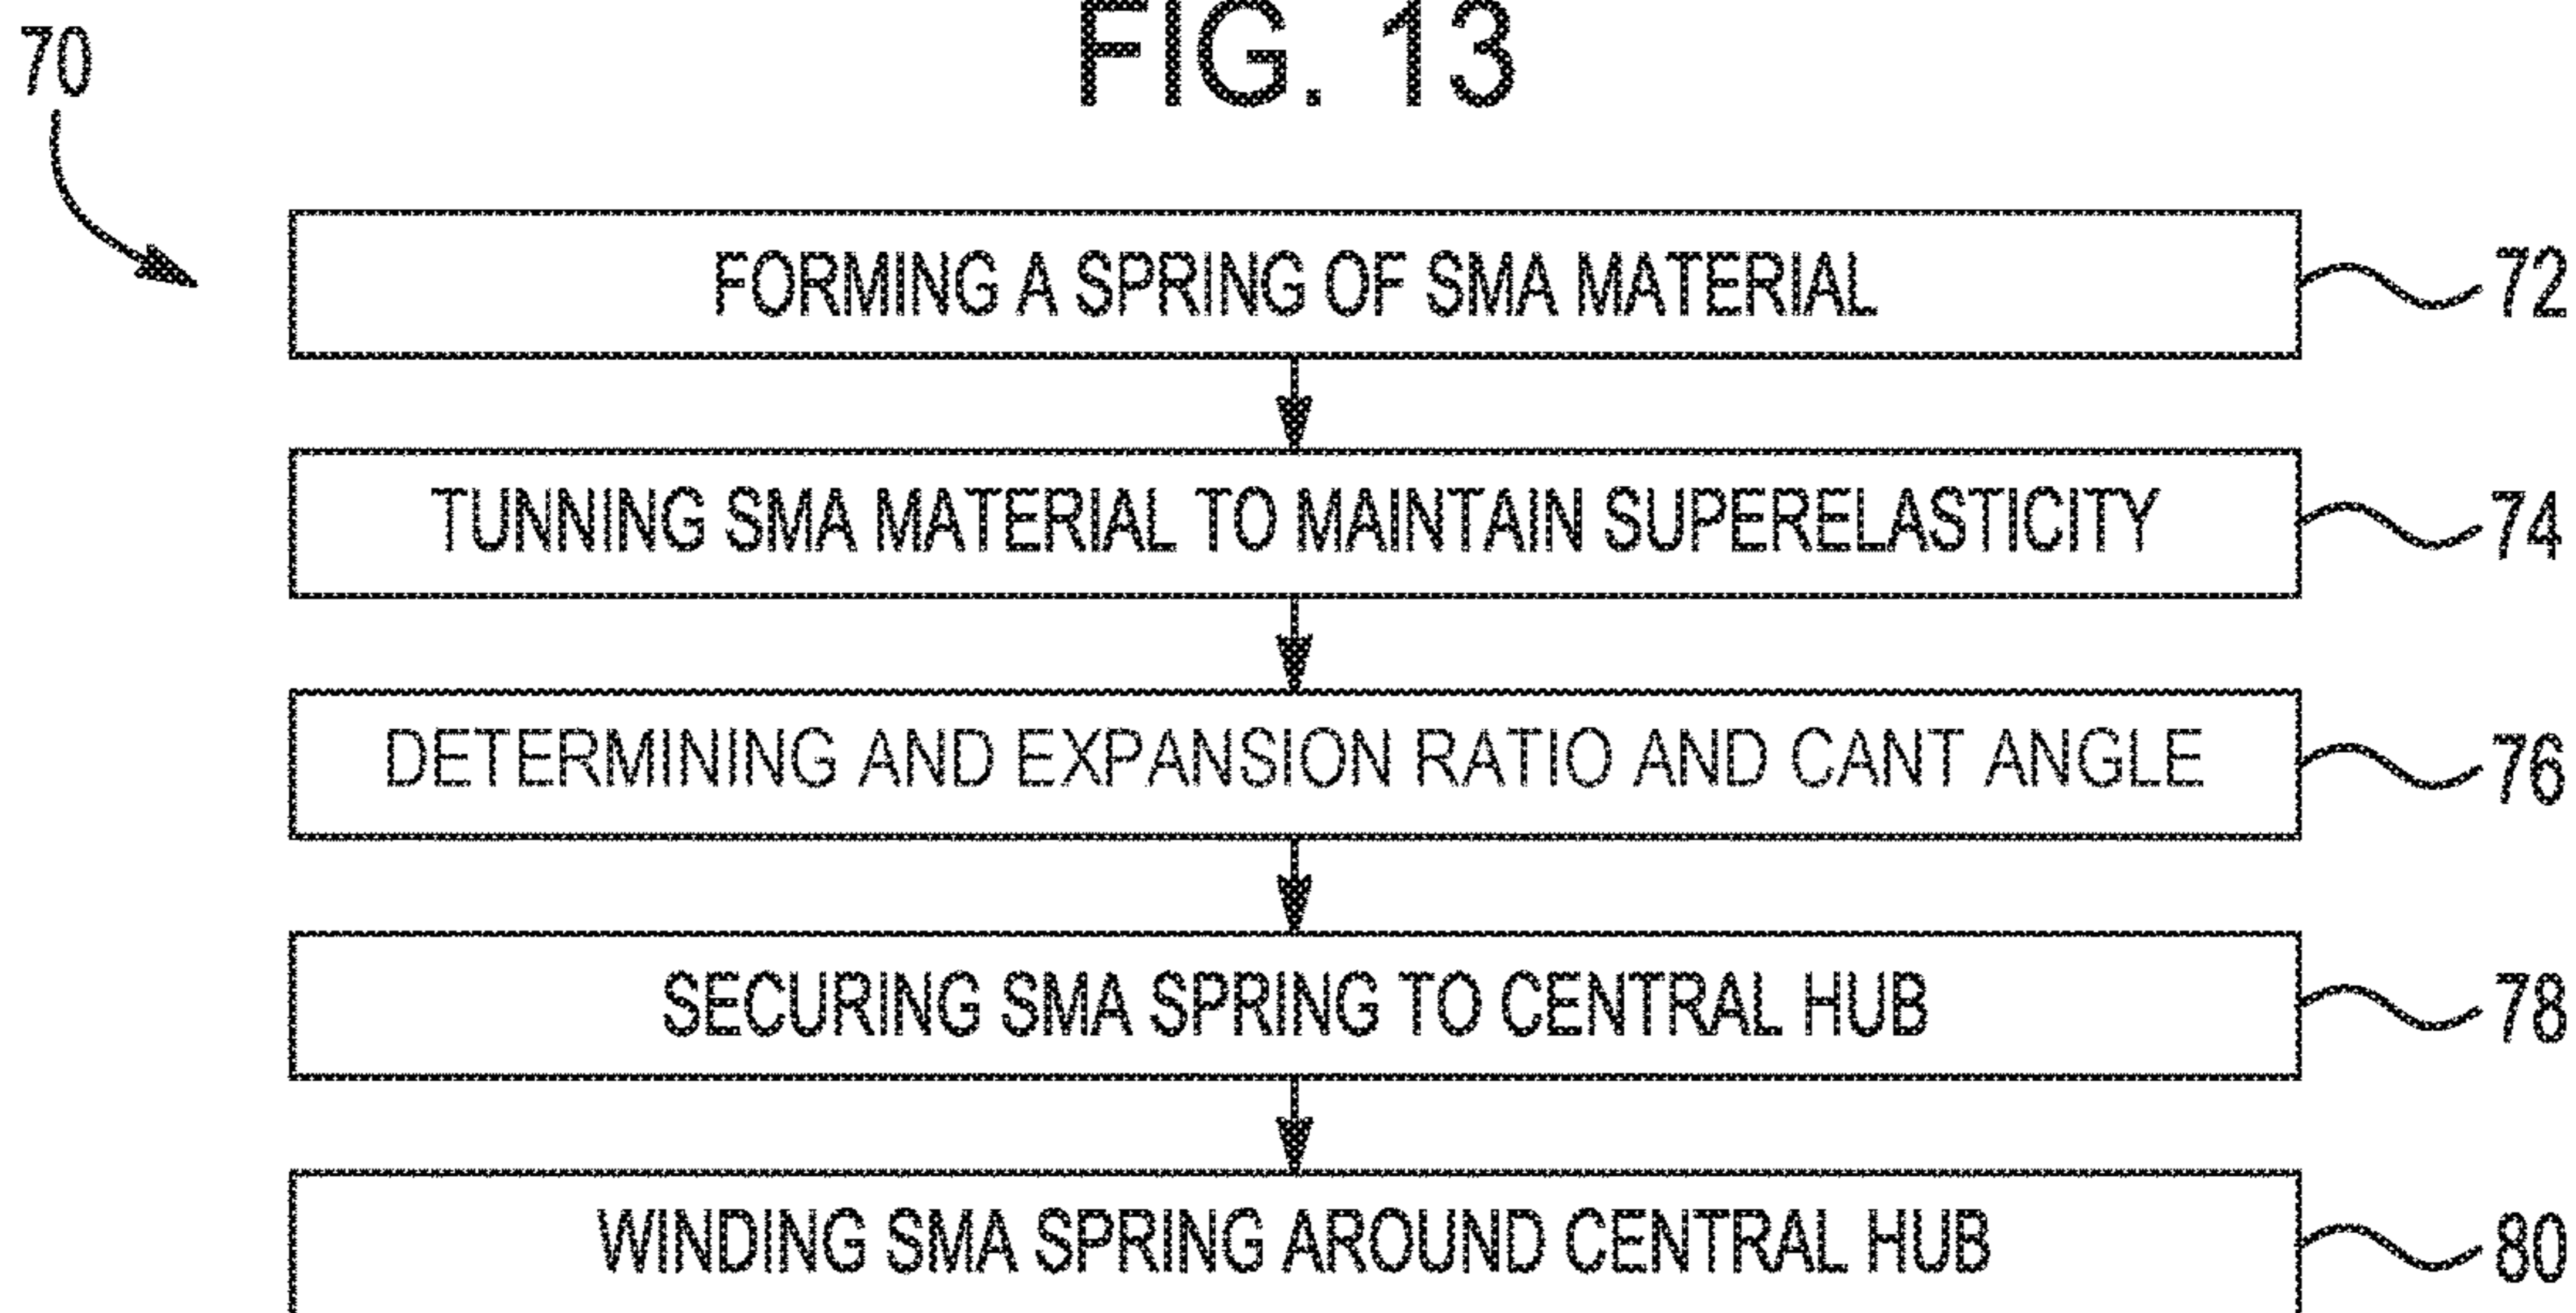 FIG. 13
70
FORMING A SPRING OF SMA MATERIAL
72
TUNNING SMA MATERIAL TO MAINTAIN SUPERELASTICITY
74
DETERMINING AND EXPANSION RATIO AND CANT ANGLE
76
SECURING SMA SPRING TO CENTRAL HUB
78
WINDING SMA SPRING AROUND CENTRAL HUB
80